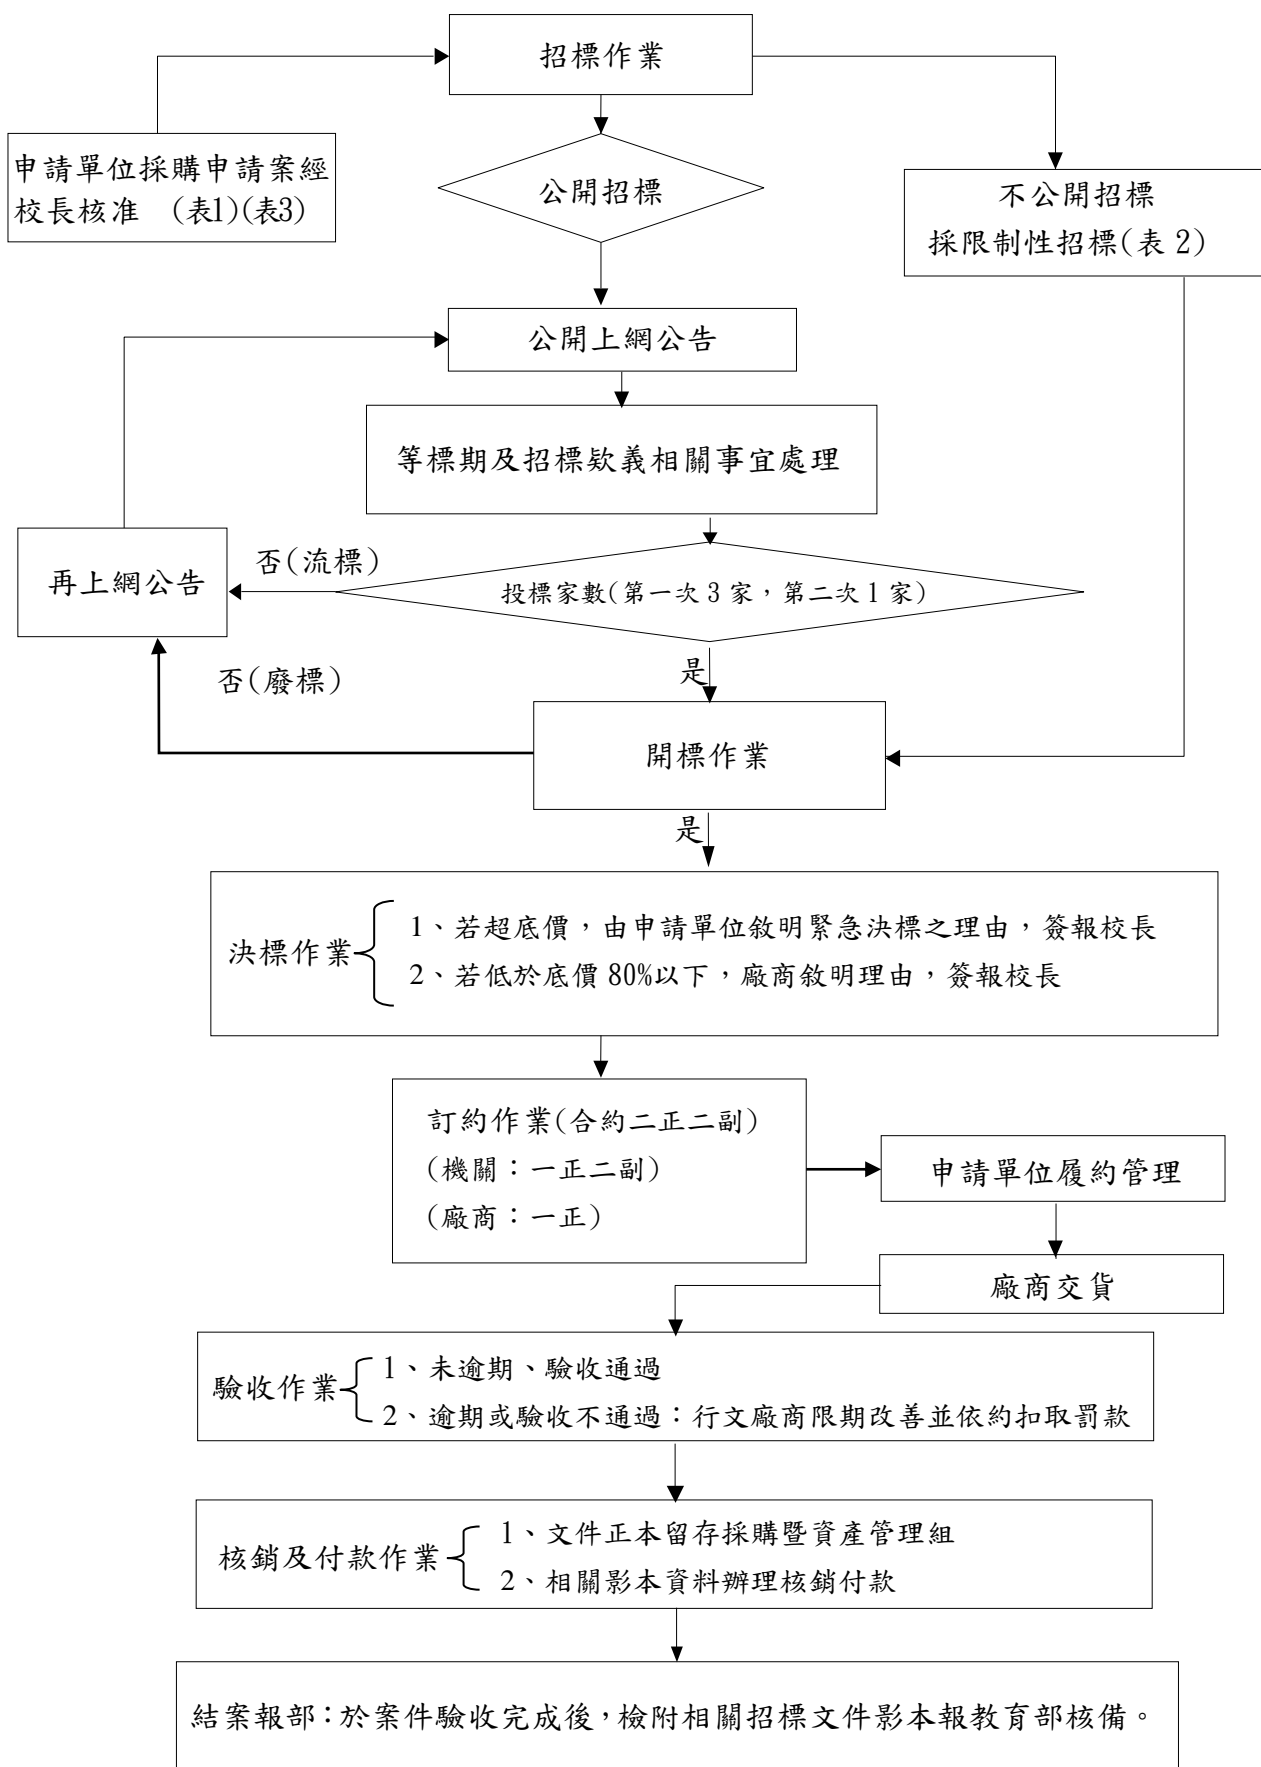 招標作業
申請單位採購申請案經
校長核准 (表1)(表3)
公開招標
不公開招標
採限制性招標(表 2)
公開上網公告
等標期及招標疑義相關事宜處理
再上網公告
否(流標)
投標家數(第一次 3 家，第二次 1 家)
否(廢標)
是
開標作業
是
決標作業
1、若超底價，由申請單位敘明緊急決標之理由，簽報校長
2、若低於底價 80%以下，廠商敘明理由，簽報校長
訂約作業(合約二正二副)
(機關：一正二副)
(廠商：一正)
申請單位履約管理
廠商交貨
驗收作業
1、未逾期、驗收通過
2、逾期或驗收不通過：行文廠商限期改善並依約扣取罰款
核銷及付款作業
1、文件正本留存採購暨資產管理組
2、相關影本資料辦理核銷付款
結案報部：於案件驗收完成後，檢附相關招標文件影本報教育部核備。